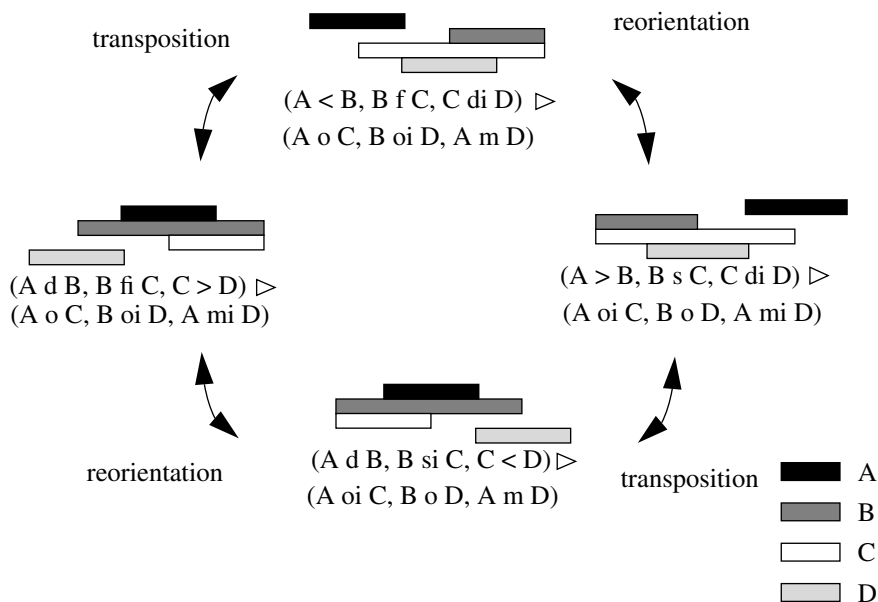 transposition
reorientation
(A < B, B f C, C di D) ▷
(A o C, B oi D, A m D)
(A d B, B fi C, C > D) ▷
(A o C, B oi D, A mi D)
(A > B, B s C, C di D) ▷
(A oi C, B o D, A mi D)
(A d B, B si C, C < D) ▷
(A oi C, B o D, A m D)
reorientation
transposition
A
B
C
D